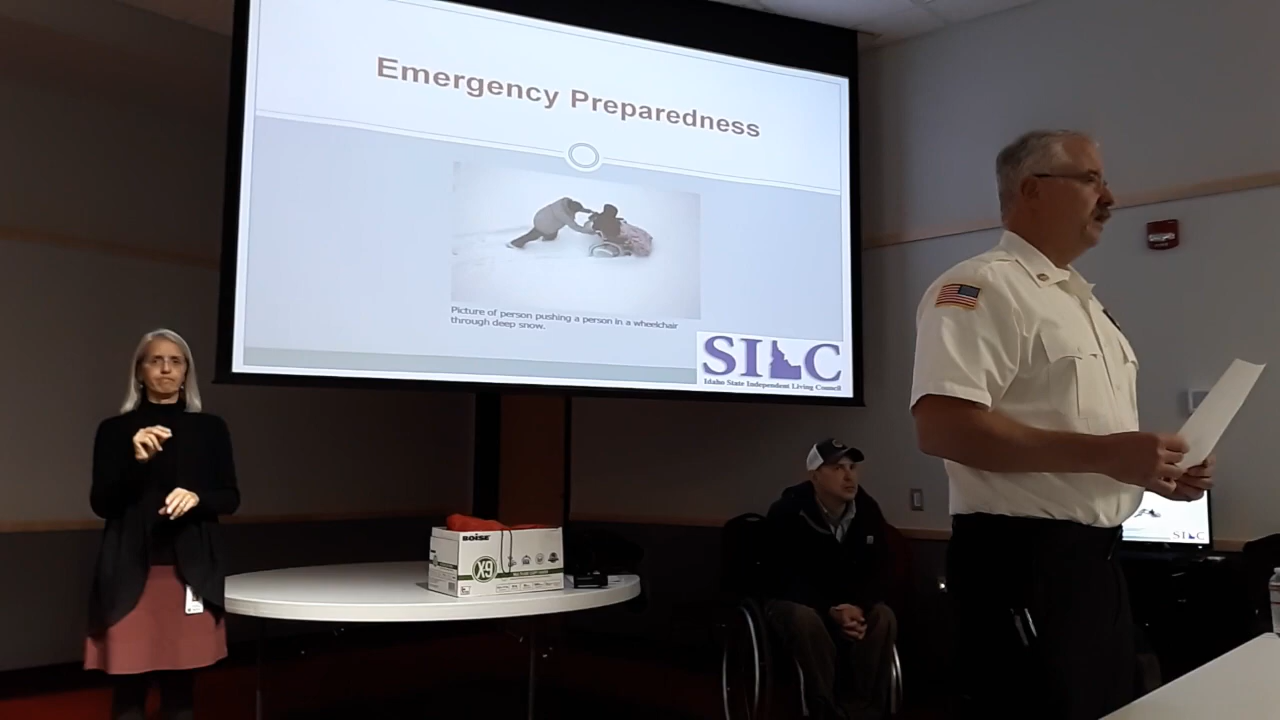 Emergency Preparedness
Picture of person pushing a person in a wheelchair
through deep snow.
SILC
Idaho State Independent Living Council
BOISE
X9
SILC